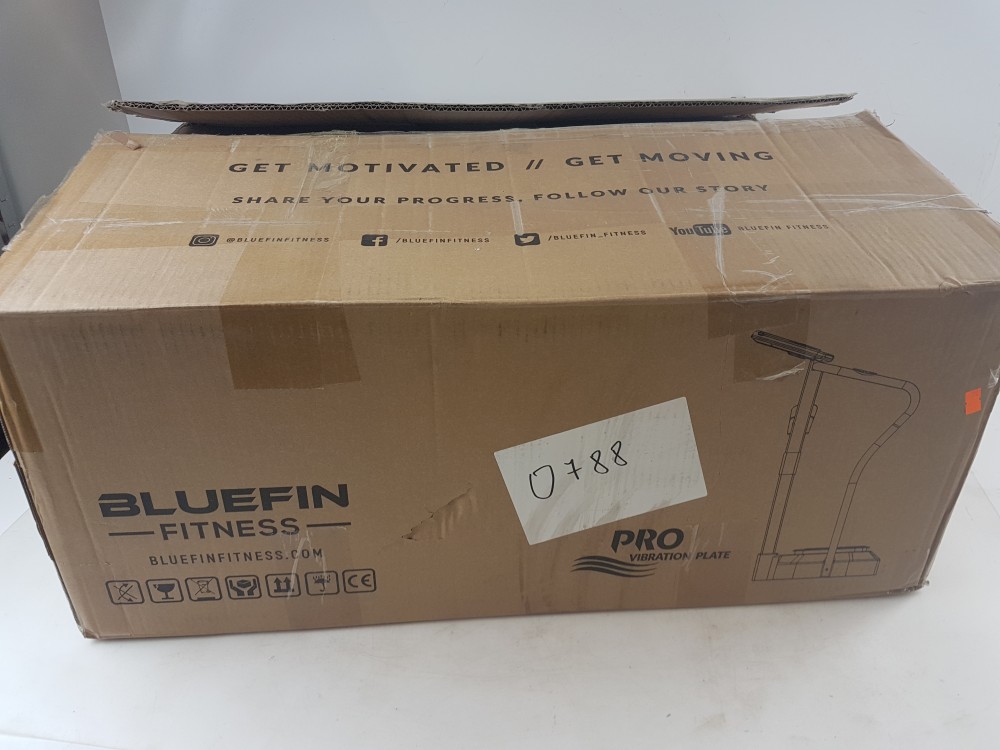 GET MOTIVATED // GET MOVING
SHARE YOUR PROGRESS, FOLLOW OUR STORY
@BLUEFINFITNESS /BLUEFINFITNESS /BLUEFIN_FITNESS YouTube BLUEFIN FITNESS
0788
BLUEFIN
FITNESS
BLUEFINFITNESS.COM
CE
PRO
VIBRATION PLATE